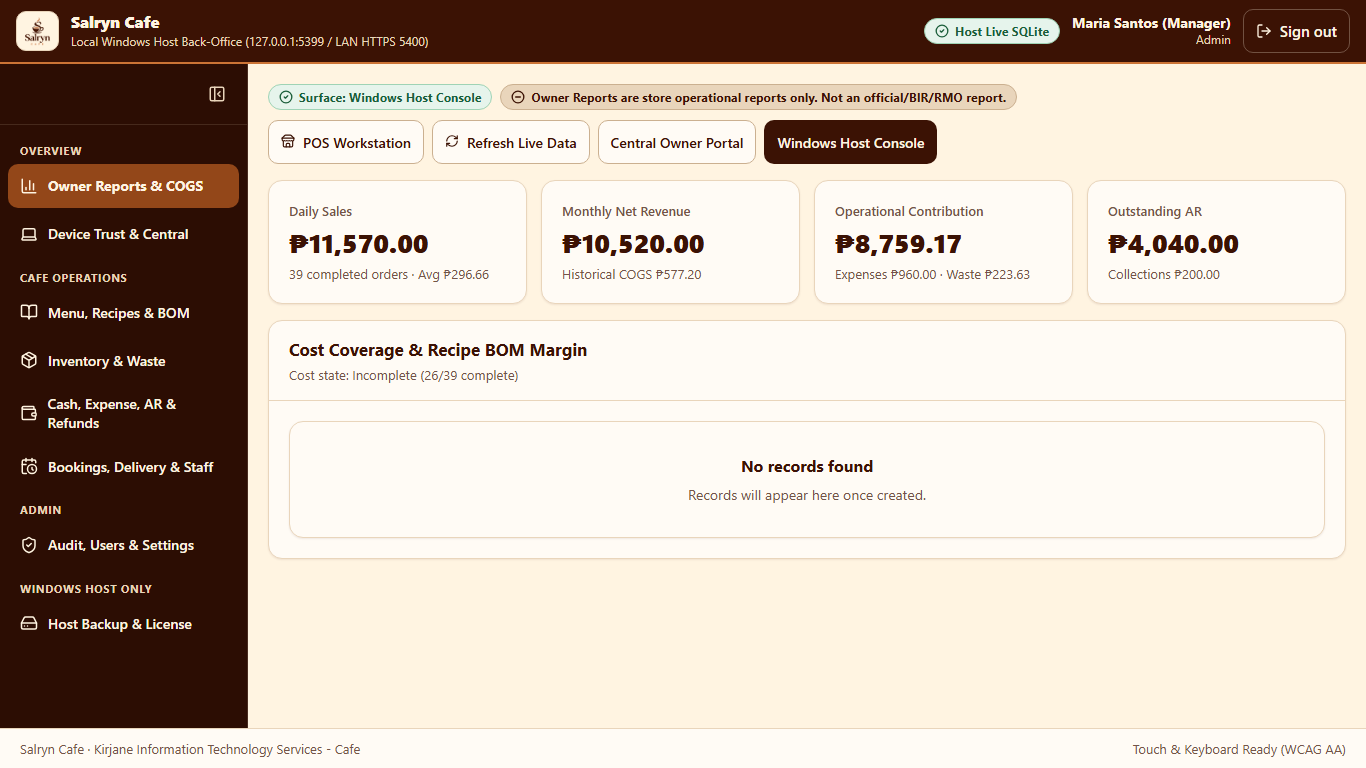 Salryn
Salryn Cafe
Local Windows Host Back-Office (127.0.0.1:5399 / LAN HTTPS 5400)
Host Live SQLite
Maria Santos (Manager)
Admin
Sign out
OVERVIEW
Owner Reports & COGS
Device Trust & Central
CAFE OPERATIONS
Menu, Recipes & BOM
Inventory & Waste
Cash, Expense, AR &
Refunds
Bookings, Delivery & Staff
ADMIN
Audit, Users & Settings
WINDOWS HOST ONLY
Host Backup & License
Surface: Windows Host Console
Owner Reports are store operational reports only. Not an official/BIR/RMO report.
POS Workstation
Refresh Live Data
Central Owner Portal
Windows Host Console
Daily Sales
₱11,570.00
39 completed orders · Avg ₱296.66
Monthly Net Revenue
₱10,520.00
Historical COGS ₱577.20
Operational Contribution
₱8,759.17
Expenses ₱960.00 · Waste ₱223.63
Outstanding AR
₱4,040.00
Collections ₱200.00
Cost Coverage & Recipe BOM Margin
Cost state: Incomplete (26/39 complete)
No records found
Records will appear here once created.
Salryn Cafe · Kirjane Information Technology Services - Cafe
Touch & Keyboard Ready (WCAG AA)